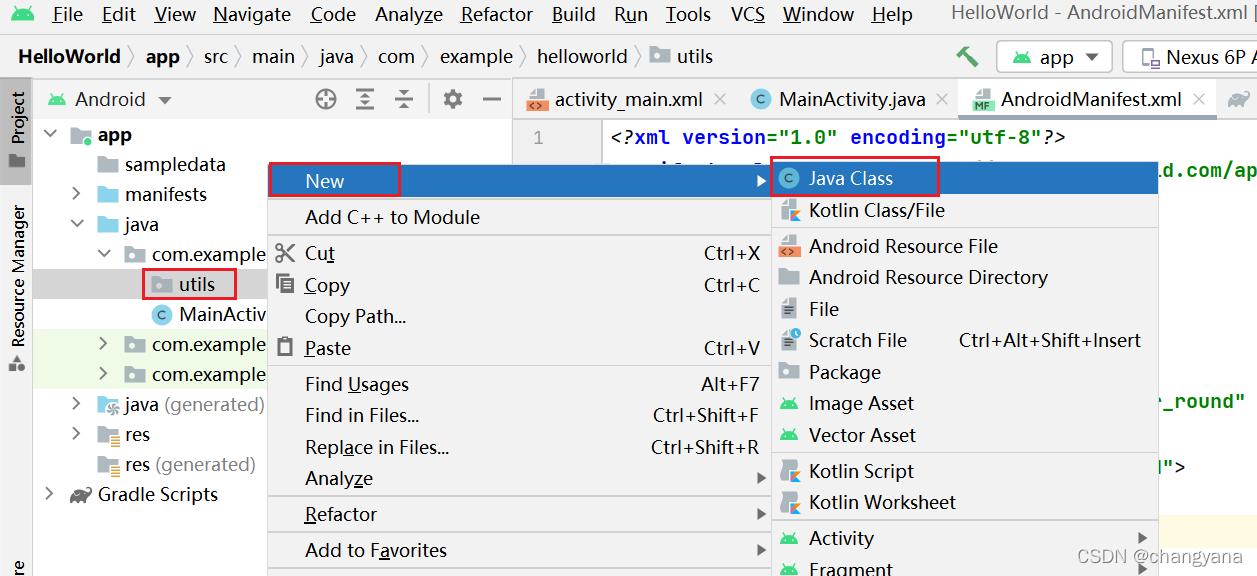 File Edit View Navigate Code Analyze Refactor Build Run Tools VCS Window Help HelloWorld - AndroidManifest.xml [
HelloWorld app src main java com example helloworld utils app Nexus 6P A
Android activity_main.xml MainActivity.java MF AndroidManifest.xml
Project
Resource Manager
app
sampledata
manifests
java
com.example
utils
MainActiv
com.example
com.example
java (generated)
res
res (generated)
Gradle Scripts
1 <?xml version="1.0" encoding="utf-8"?>
d.com/ap
r_round"
">
New
Add C++ to Module
Cut Ctrl+X
Copy Ctrl+C
Copy Path...
Paste Ctrl+V
Find Usages Alt+F7
Find in Files... Ctrl+Shift+F
Replace in Files... Ctrl+Shift+R
Analyze
Refactor
Add to Favorites
Java Class
Kotlin Class/File
Android Resource File
Android Resource Directory
File
Scratch File Ctrl+Alt+Shift+Insert
Package
Image Asset
Vector Asset
Kotlin Script
Kotlin Worksheet
Activity
Fragment
CSDN @changyana